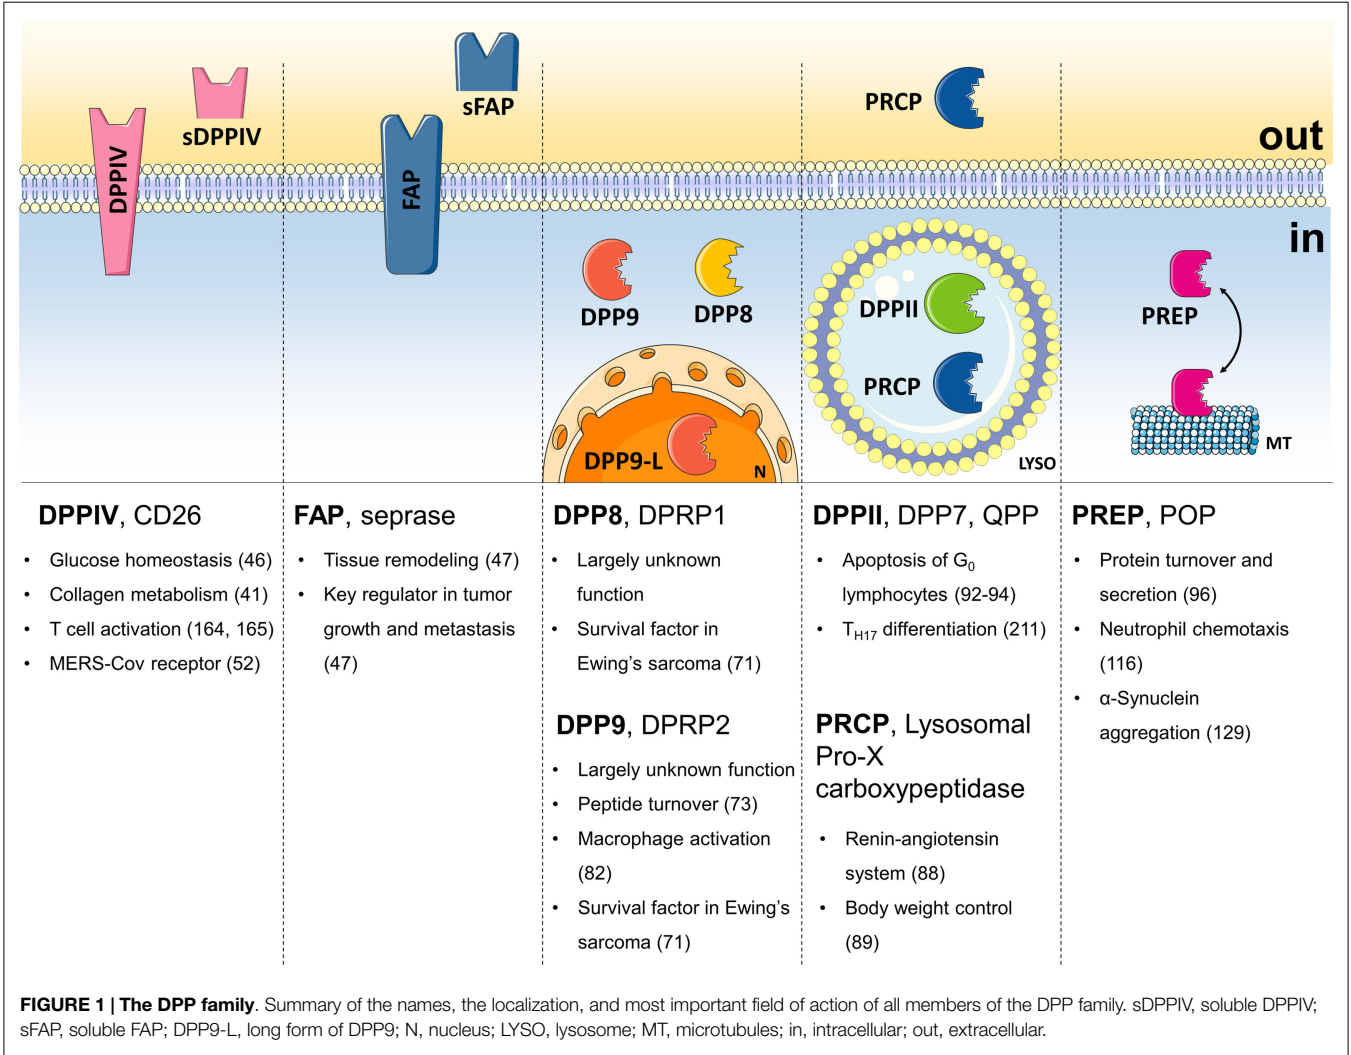 sDPPIV
DPPIV
sFAP
FAP
PRCP
out
in
DPP9
DPP8
DPP9-L
N
DPPII
PRCP
LYSO
PREP
MT
DPPIV, CD26
• Glucose homeostasis (46)
• Collagen metabolism (41)
• T cell activation (164, 165)
• MERS-Cov receptor (52)
FAP, seprase
• Tissue remodeling (47)
• Key regulator in tumor
growth and metastasis
(47)
DPP8, DPRP1
• Largely unknown
function
• Survival factor in
Ewing's sarcoma (71)
DPP9, DPRP2
• Largely unknown function
• Peptide turnover (73)
• Macrophage activation
(82)
• Survival factor in Ewing's
sarcoma (71)
DPPII, DPP7, QPP
• Apoptosis of G0
lymphocytes (92-94)
• TH17 differentiation (211)
PRCP, Lysosomal
Pro-X
carboxypeptidase
• Renin-angiotensin
system (88)
• Body weight control
(89)
PREP, POP
• Protein turnover and
secretion (96)
• Neutrophil chemotaxis
(116)
• α-Synuclein
aggregation (129)
FIGURE 1 | The DPP family. Summary of the names, the localization, and most important field of action of all members of the DPP family. sDPPIV, soluble DPPIV;
sFAP, soluble FAP; DPP9-L, long form of DPP9; N, nucleus; LYSO, lysosome; MT, microtubules; in, intracellular; out, extracellular.